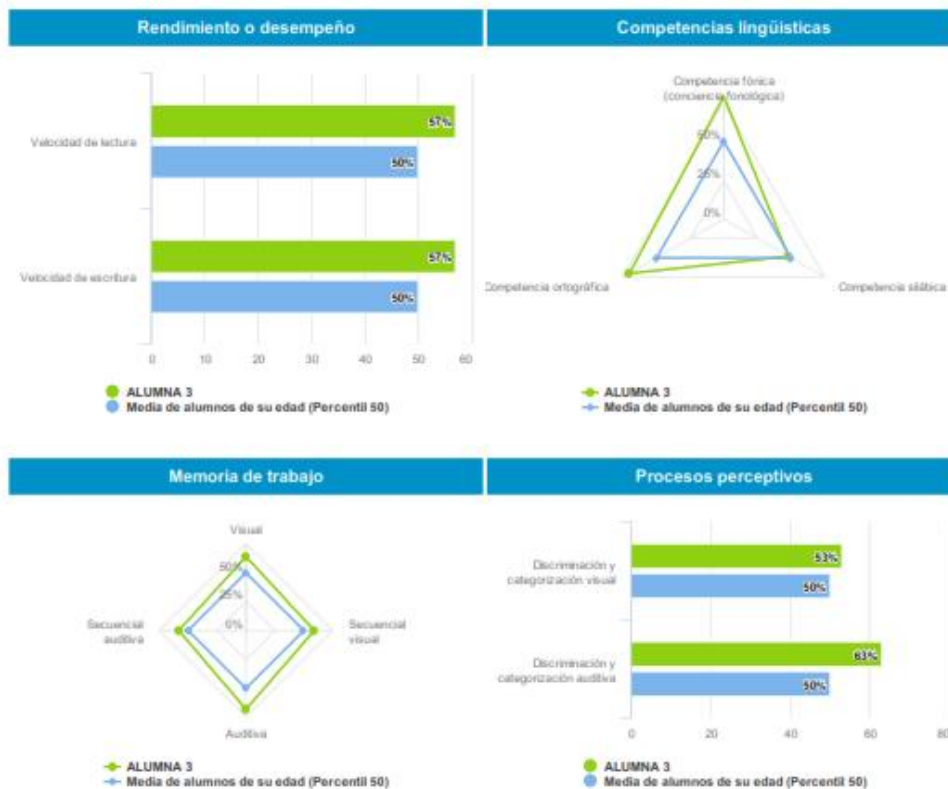 Rendimiento o desempeño
Velocidad de lectura
57%
50%
Velocidad de escritura
57%
50%
0 10 20 30 40 50 60
ALUMNA 3
Media de alumnos de su edad (Percentil 50)
Competencias lingüisticas
Competencia fónica
(conciencia fonológica)
50%
25%
0%
Competencia ortográfica
Competencia silábica
ALUMNA 3
Media de alumnos de su edad (Percentil 50)
Memoria de trabajo
Visual
50%
25%
0%
Secuencial
auditiva
Secuencial
visual
Auditiva
ALUMNA 3
Media de alumnos de su edad (Percentil 50)
Procesos perceptivos
Discriminación y
categorización visual
53%
50%
Discriminación y
categorización auditiva
63%
50%
0 20 40 60 80
ALUMNA 3
Media de alumnos de su edad (Percentil 50)